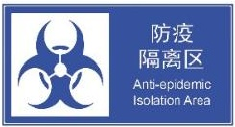 防疫
隔离区
Anti-epidemic
Isolation Area